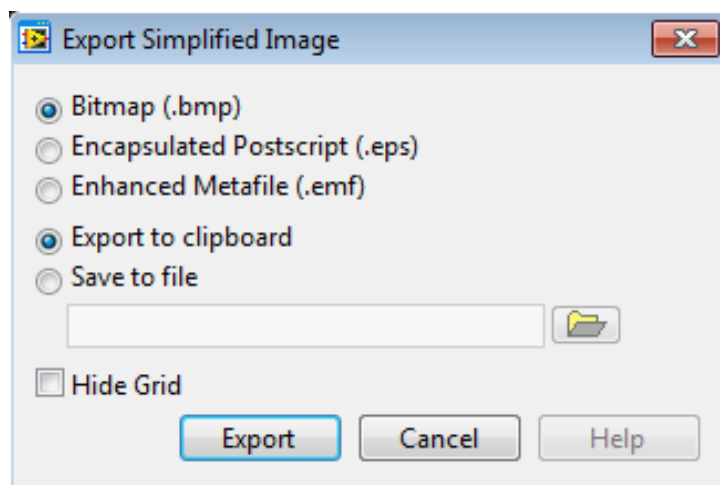 Export Simplified Image
Bitmap (.bmp)
Encapsulated Postscript (.eps)
Enhanced Metafile (.emf)
Export to clipboard
Save to file
Hide Grid
Export Cancel Help